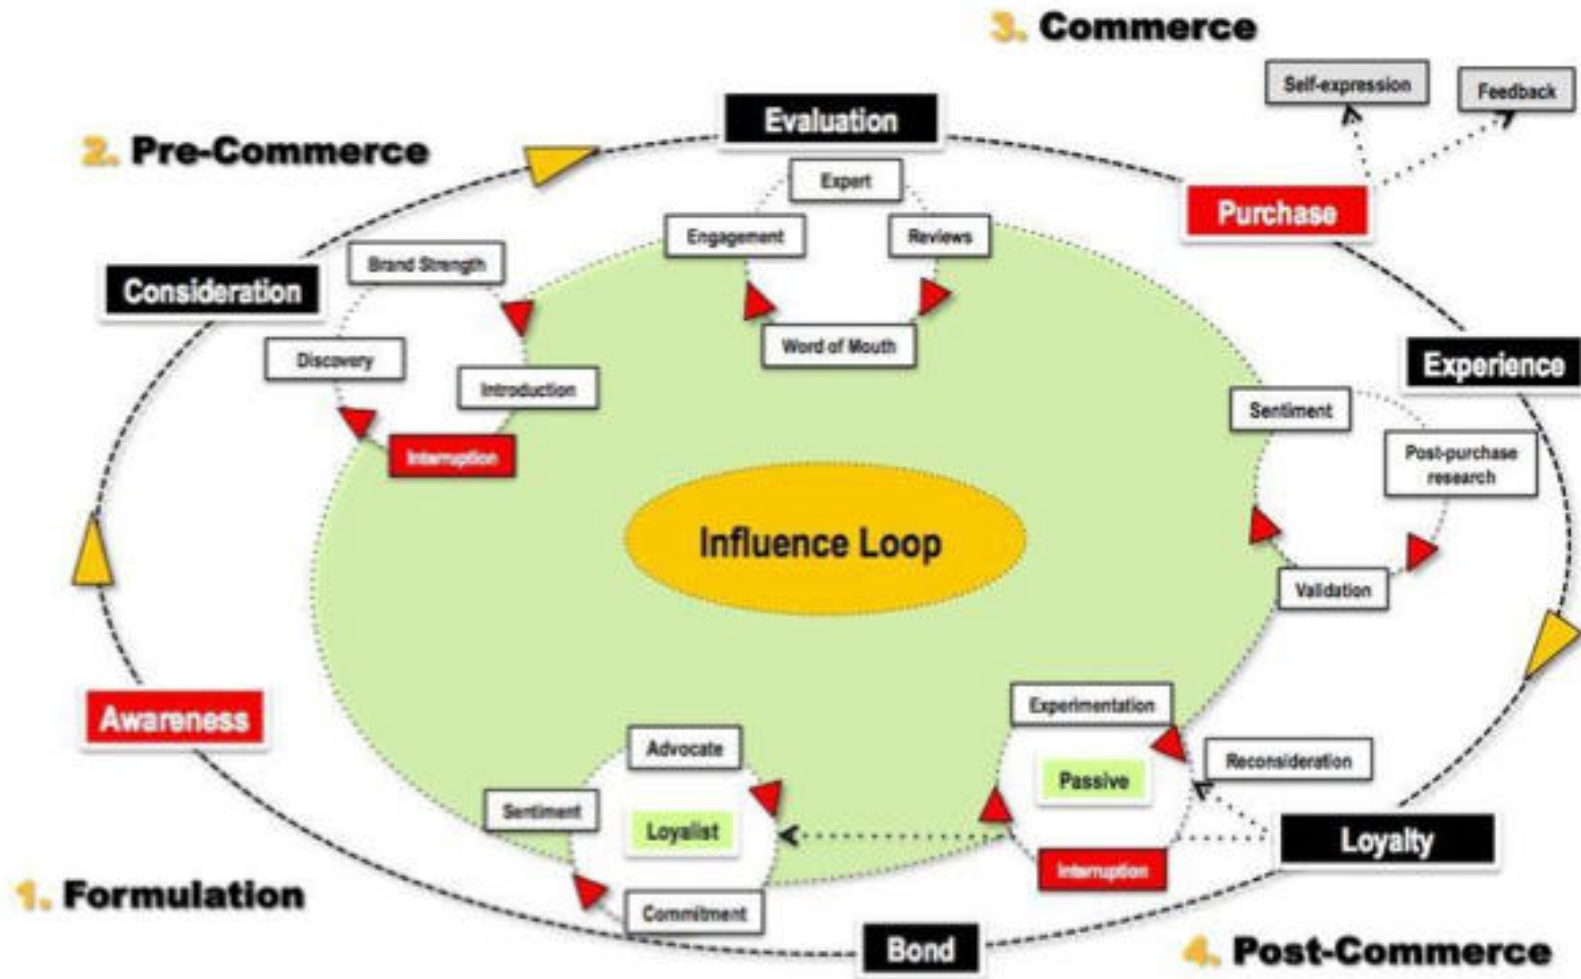 3. Commerce
Self-expression
Feedback
Evaluation
2. Pre-Commerce
Expert
Purchase
Engagement
Reviews
Brand Strength
Consideration
Word of Mouth
Discovery
Introduction
Experience
Sentiment
Interruption
Post-purchase
research
Influence Loop
Validation
Awareness
Experimentation
Advocate
Reconsideration
Passive
Sentiment
Loyalist
Loyalty
Interruption
1. Formulation
Commitment
Bond
4. Post-Commerce